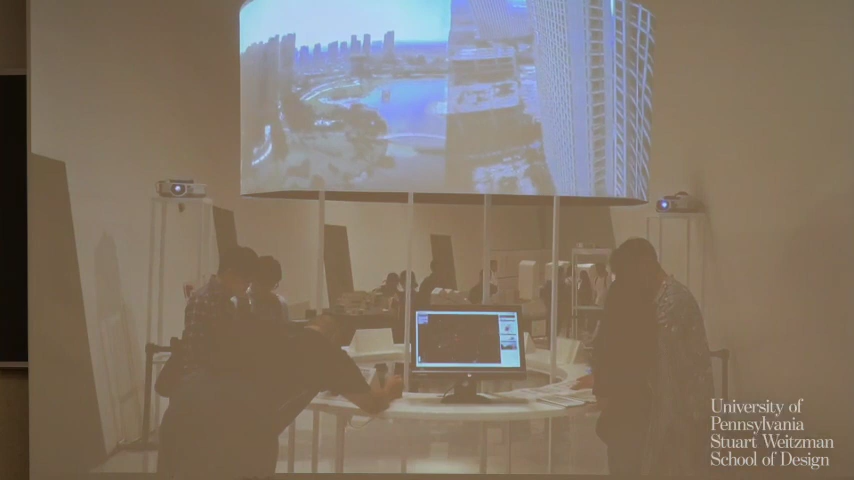 University of
Pennsylvania
Stuart Weitzman
School of Design